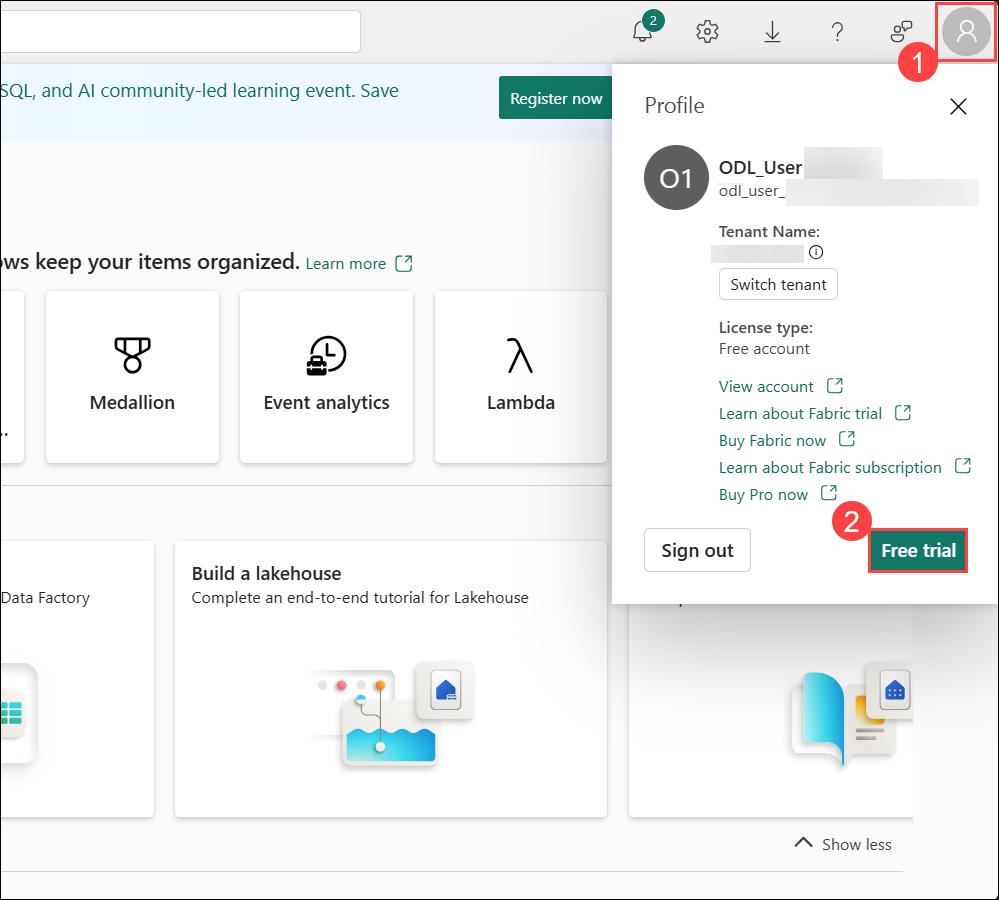 2
1
SQL, and AI community-led learning event. Save
Register now
Profile
O1
ODL_User
odl_user_
Tenant Name:
Switch tenant
License type:
Free account
View account
Learn about Fabric trial
Buy Fabric now
Learn about Fabric subscription
Buy Pro now
2
Sign out
Free trial
ows keep your items organized. Learn more
...
Medallion
Event analytics
Lambda
Data Factory
Build a lakehouse
Complete an end-to-end tutorial for Lakehouse
Show less